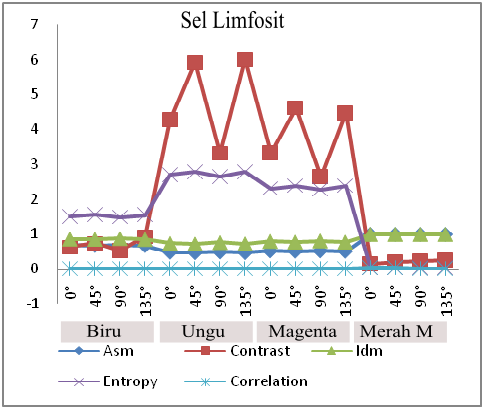 Sel Limfosit
7
6
5
4
3
2
1
0
-1
0° 45° 90° 135° 0° 45° 90° 135° 0° 45° 90° 135° 0° 45° 90° 135°
Biru Ungu Magenta Merah M
Asm Contrast Idm
Entropy Correlation